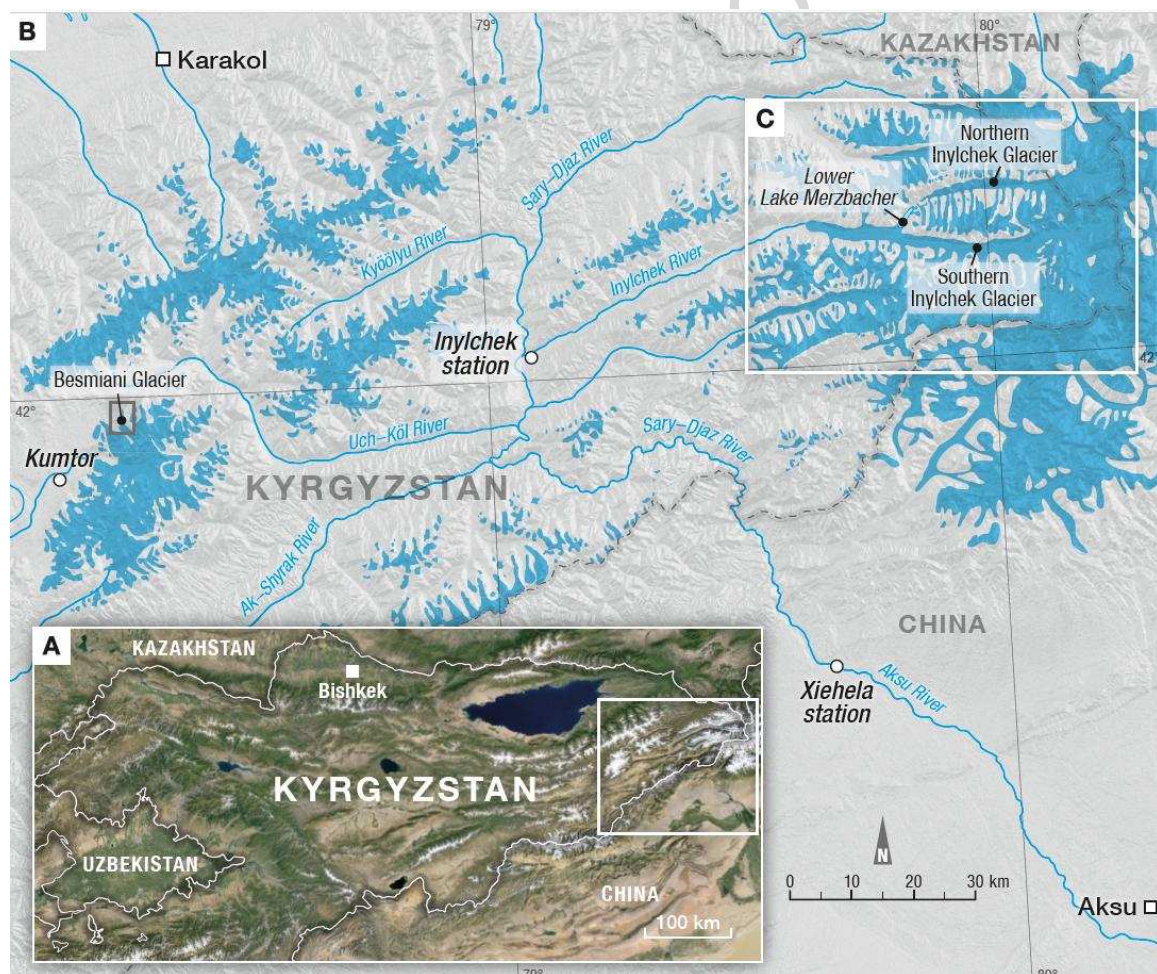 B
79°
80°
KAZAKHSTAN
Karakol
C
Northern
Inylchek Glacier
Lower
Lake Merzbacher
Sary–Djaz River
Kyöölyu River
Inylchek River
Southern
Inylchek Glacier
Inylchek
station
Besmiani Glacier
42°
42°
Uch–Köl River
Sary–Djaz River
Kumtor
KYRGYZSTAN
Ak–Shyrak River
CHINA
Xiehela
station
Aksu River
A
KAZAKHSTAN
Bishkek
KYRGYZSTAN
UZBEKISTAN
CHINA
100 km
N
0 10 20 30 km
Aksu
79°
80°